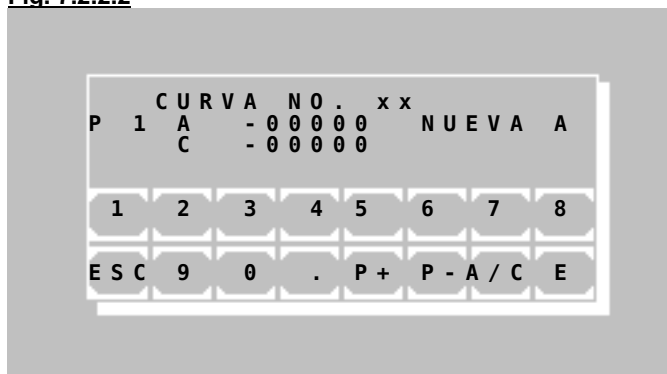 Fig. 7.2.2.2
CURVA NO. xx
P 1 A -00000 NUEVA A
C -00000
1 2 3 4 5 6 7 8
ESC 9 0 . P+ P- A/C E